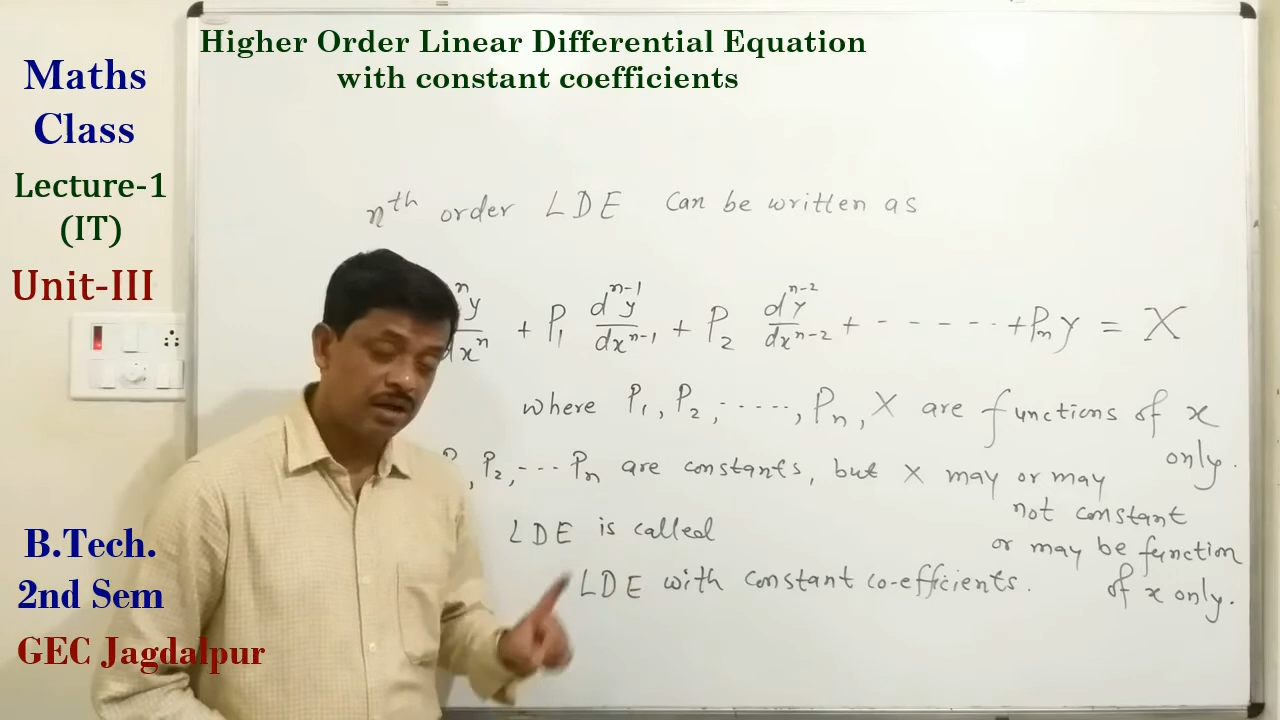 Higher Order Linear Differential Equation
with constant coefficients
Maths
Class
Lecture-1
(IT)
Unit-III
B.Tech.
2nd Sem
GEC Jagdalpur
nth order LDE can be written as
ⁿy/dxⁿ + P₁ dⁿ⁻¹y/dxⁿ⁻¹ + P₂ dⁿ⁻²y/dxⁿ⁻² + - - - - - - + Pₙy = X
where P₁, P₂, ....., Pₙ, X are functions of x
only.
, P₂, --- Pₙ are constants, but X may or may
not constant
or may be function
of x only.
LDE is called
LDE with constant co-efficients.